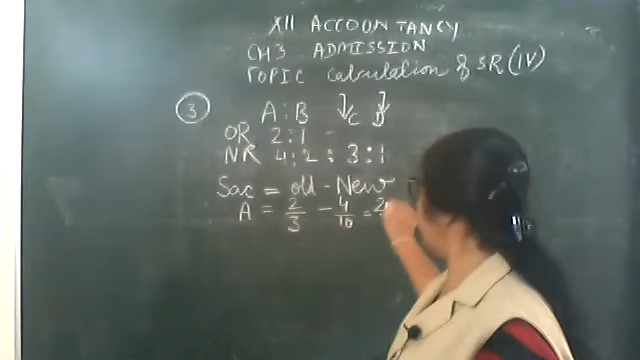 XII ACCOUNTANCY
CH3 ADMISSION
TOPIC Calculation of SR (IV)
③ A : B ↓C ↓D
OR 2 : 1
NR 4 : 2 : 3 : 1
Sac = old - New
A = 2/3 - 4/10 = 20